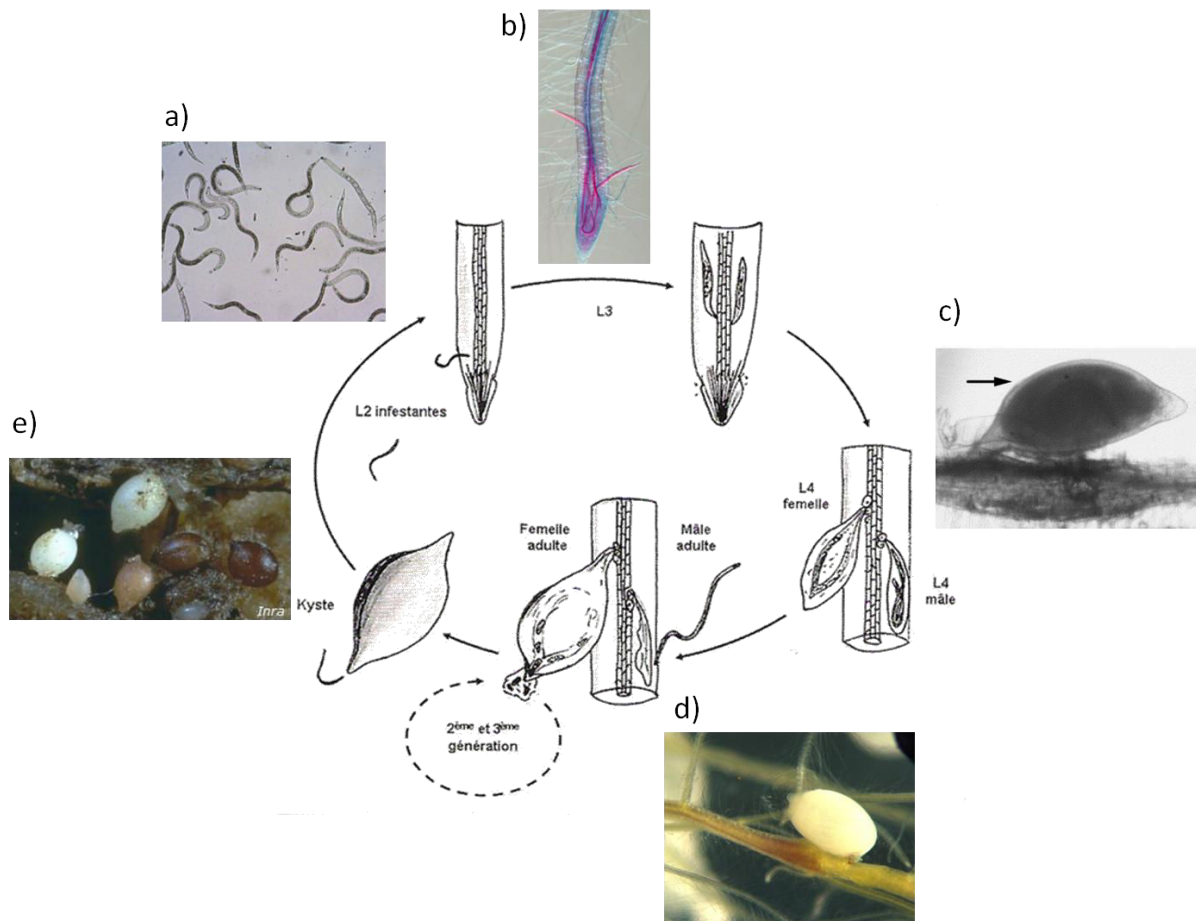 b)
a)
L3
c)
L2 infestantes
e)
L4
femelle
Femelle
adulte
Mâle
adulte
L4
mâle
Inra
Kyste
d)
2ème et 3ème
génération